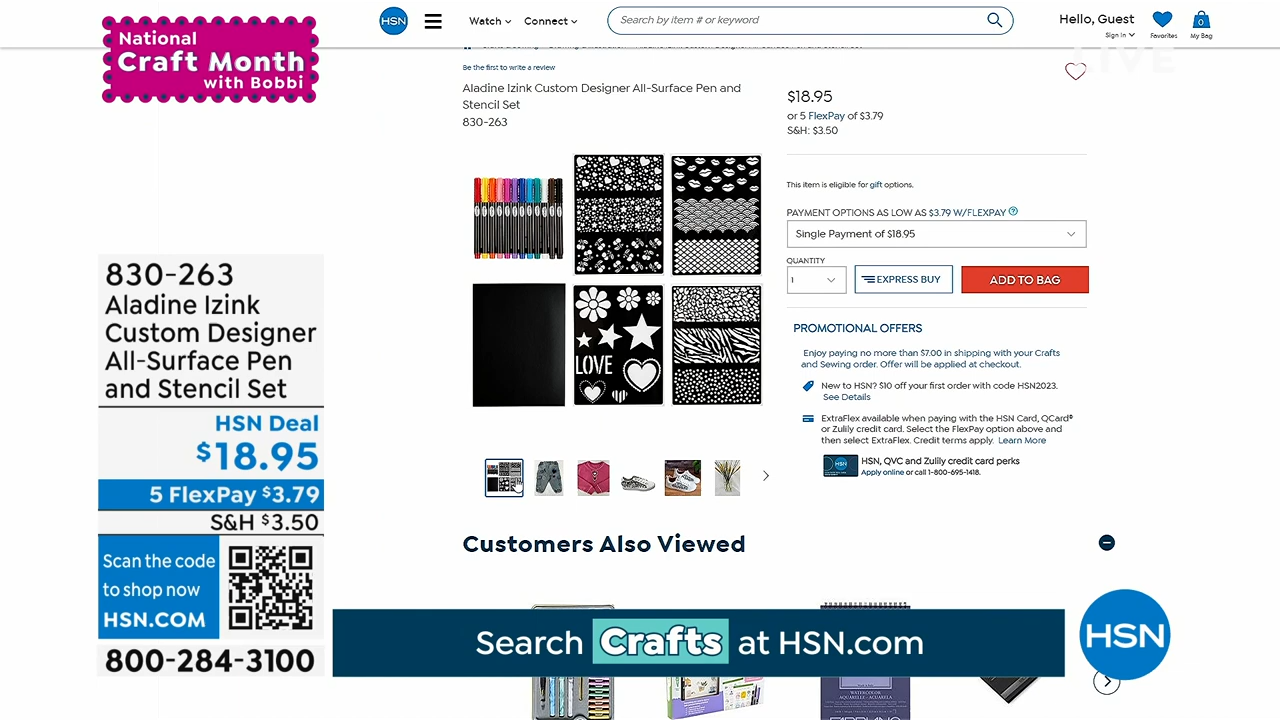 National
Craft Month
with Bobbi
HSN
Watch
Connect
Search by item # or keyword
Hello, Guest
Sign In
Favorites
0
My Bag
LIVE
Be the first to write a review
Aladine Izink Custom Designer All-Surface Pen and
Stencil Set
830-263
$18.95
or 5 FlexPay of $3.79
S&H: $3.50
This item is eligible for gift options.
PAYMENT OPTIONS AS LOW AS $3.79 W/FLEXPAY
Single Payment of $18.95
QUANTITY
1
EXPRESS BUY
ADD TO BAG
PROMOTIONAL OFFERS
Enjoy paying no more than $7.00 in shipping with your Crafts
and Sewing order. Offer will be applied at checkout.
New to HSN? $10 off your first order with code HSN2023.
See Details
ExtraFlex available when paying with the HSN Card, QCard®
or Zulily credit card. Select the FlexPay option above and
then select ExtraFlex. Credit terms apply. Learn More
HSN
HSN, QVC and Zulily credit card perks
Apply online or call 1-800-695-1418.
LOVE
830-263
Aladine Izink
Custom Designer
All-Surface Pen
and Stencil Set
HSN Deal
$18.95
5 FlexPay $3.79
S&H $3.50
Scan the code
to shop now
HSN.COM
800-284-3100
Customers Also Viewed
Search Crafts at HSN.com
HSN
WATERCOLOR
AQUARELLE - ACUARELA
FABRIANO